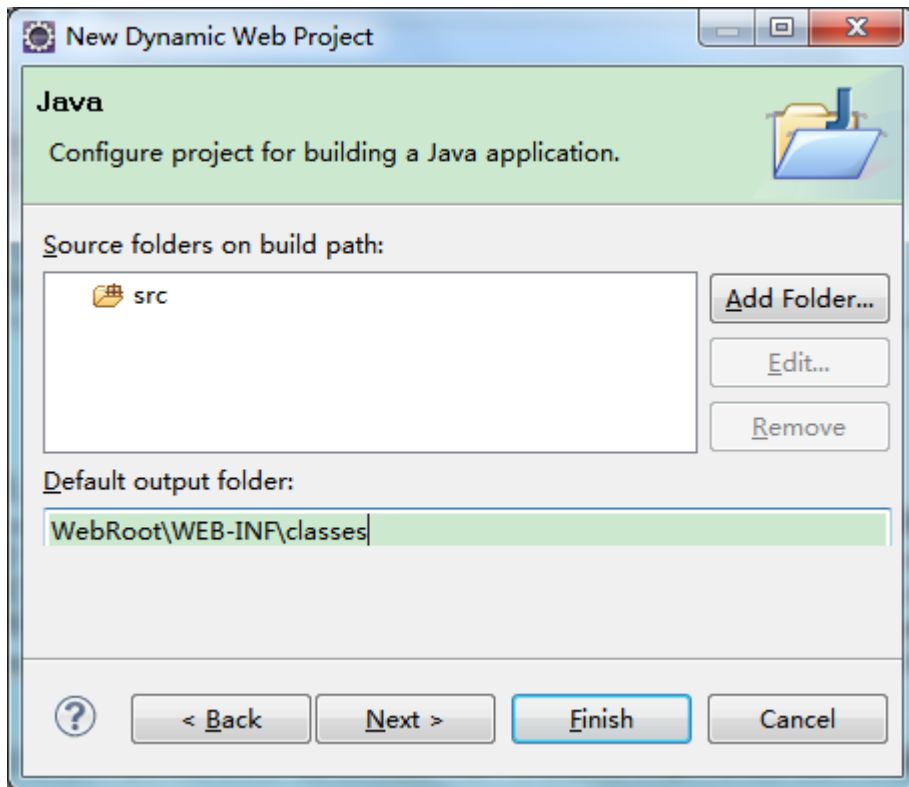 New Dynamic Web Project
Java
Configure project for building a Java application.
Source folders on build path:
src
Add Folder...
Edit...
Remove
Default output folder:
WebRoot\WEB-INF\classes
? < Back Next > Finish Cancel